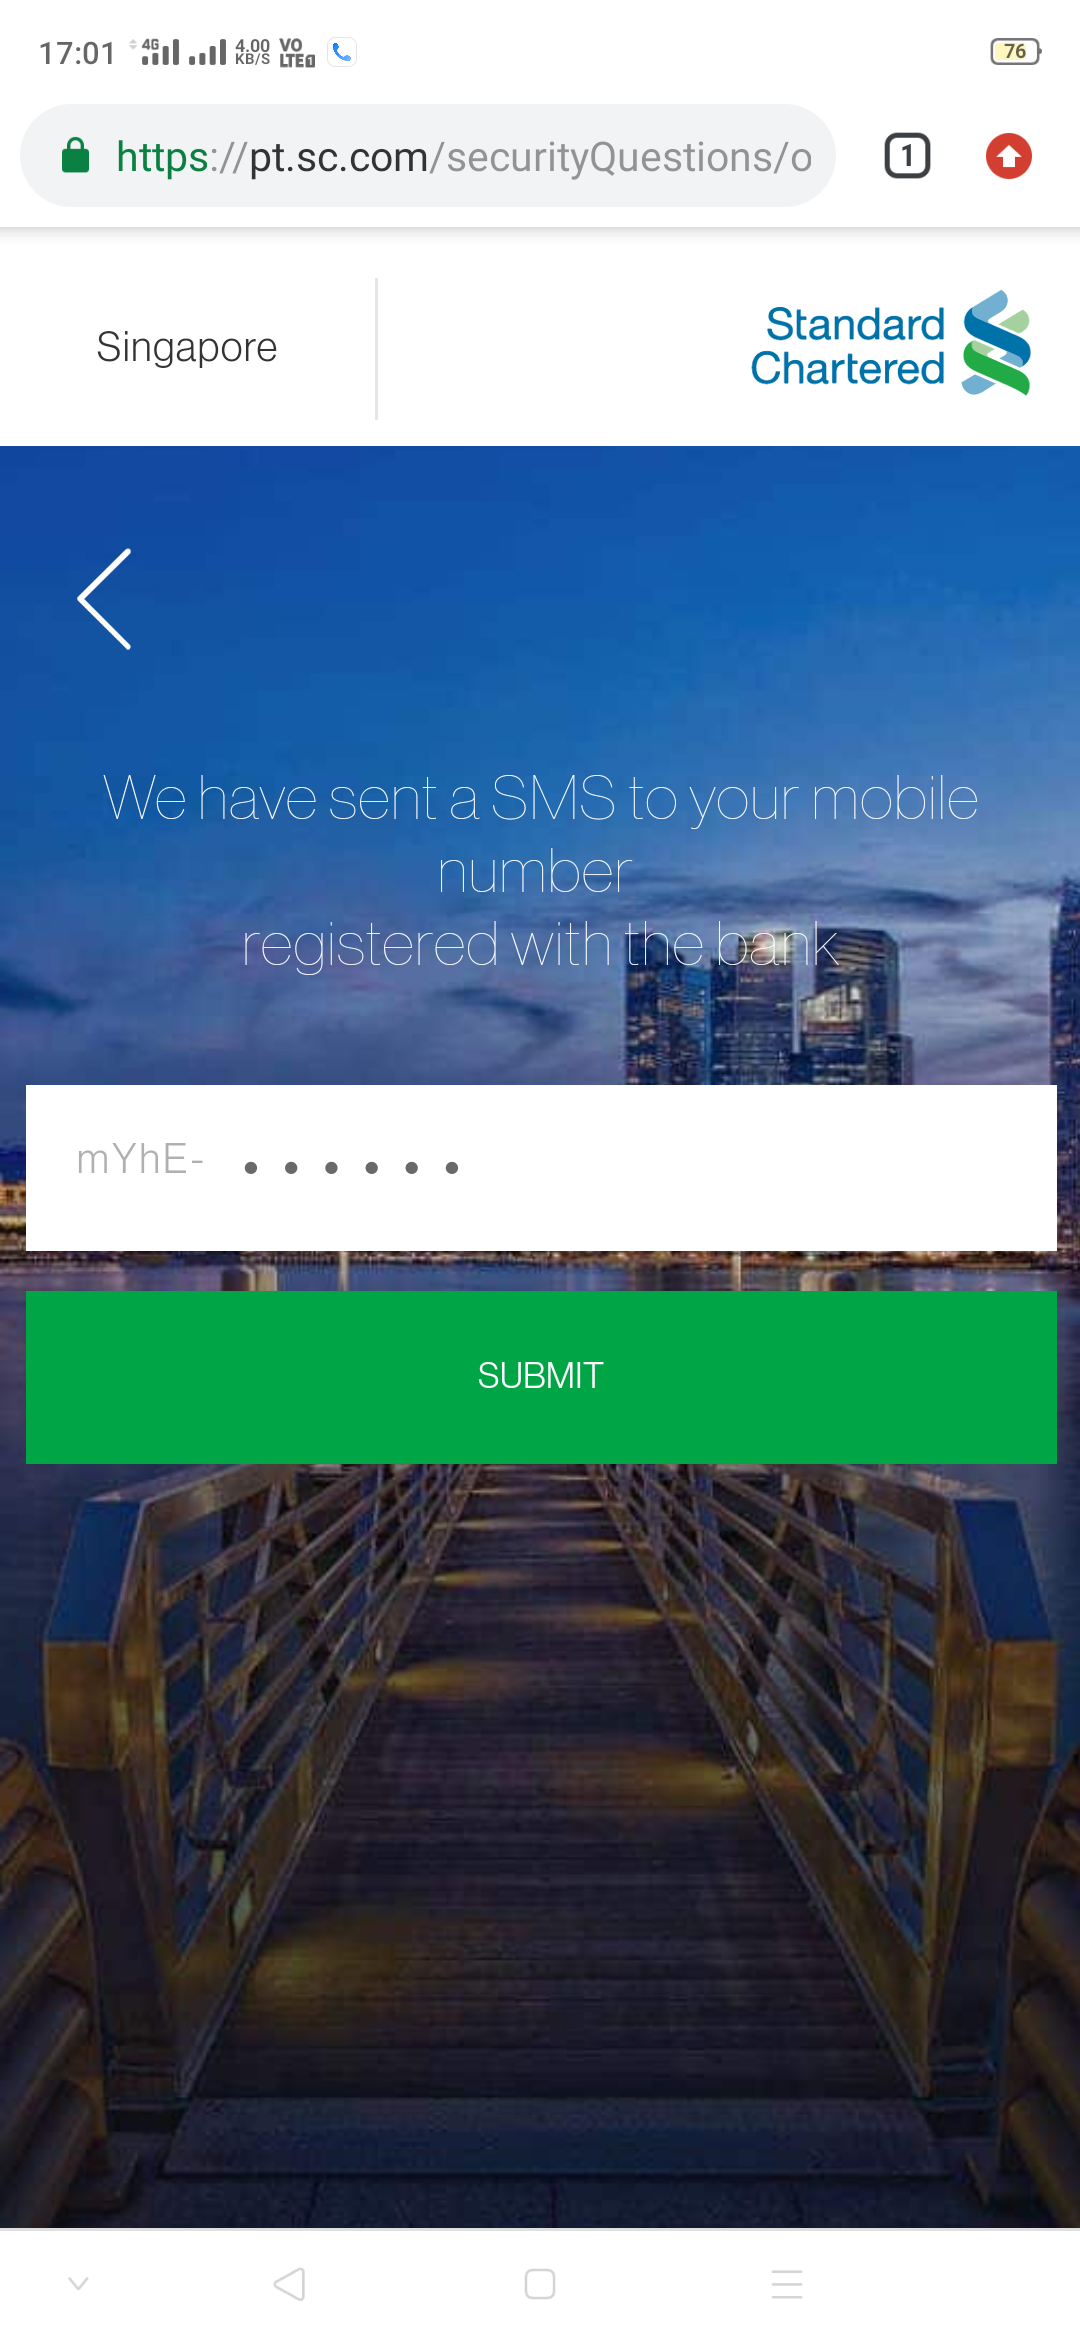 17:01 4G 4.00 KB/S VO LTE 76
https://pt.sc.com/securityQuestions/o
1
Singapore
Standard
Chartered
We have sent a SMS to your mobile
number
registered with the bank
mYhE- ••••••
SUBMIT